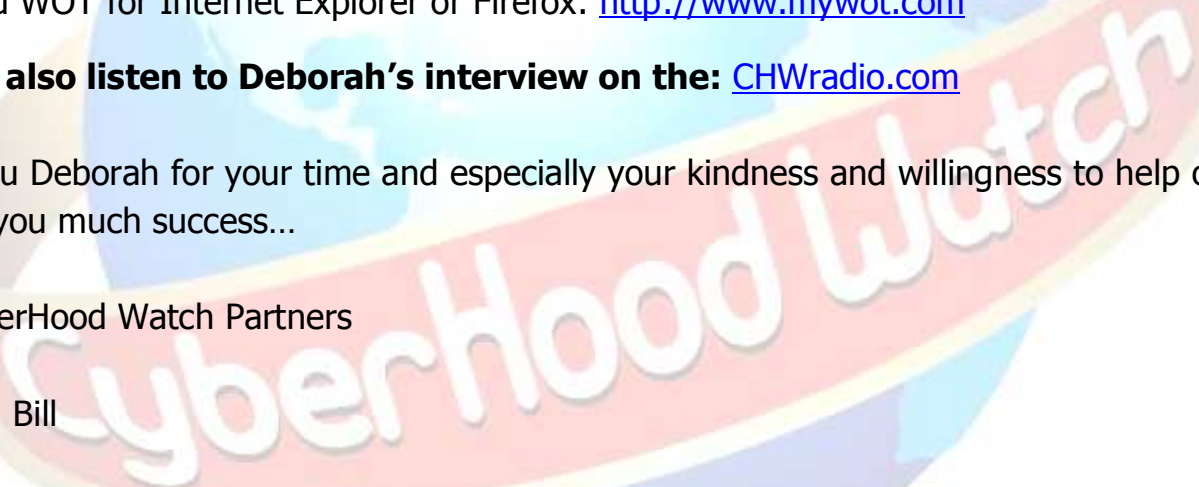 WOT for Internet Explorer or Firefox: http://www.mywot.com
also listen to Deborah’s interview on the: CHWradio.com
u Deborah for your time and especially your kindness and willingness to help
you much success…
erHood Watch Partners
Bill
CyberHood Watch